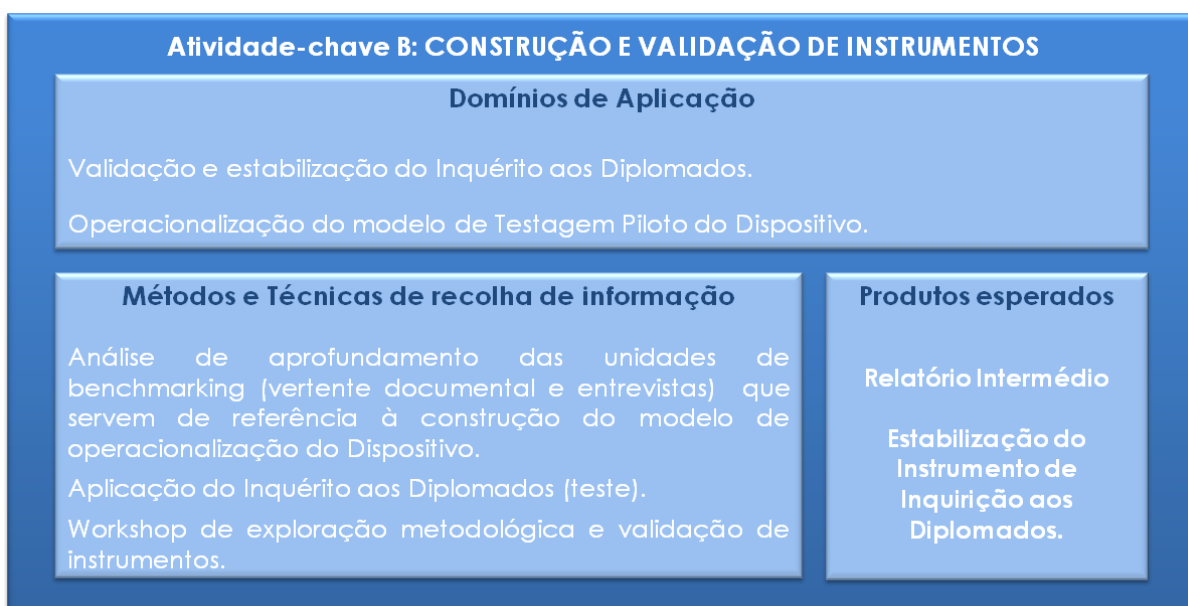 Atividade-chave B: CONSTRUÇÃO E VALIDAÇÃO DE INSTRUMENTOS
Domínios de Aplicação
Validação e estabilização do Inquérito aos Diplomados.
Operacionalização do modelo de Testagem Piloto do Dispositivo.
Métodos e Técnicas de recolha de informação
Análise de aprofundamento das unidades de
benchmarking (vertente documental e entrevistas) que
servem de referência à construção do modelo de
operacionalização do Dispositivo.
Aplicação do Inquérito aos Diplomados (teste).
Workshop de exploração metodológica e validação de
instrumentos.
Produtos esperados
Relatório Intermédio
Estabilização do
Instrumento de
Inquirição aos
Diplomados.